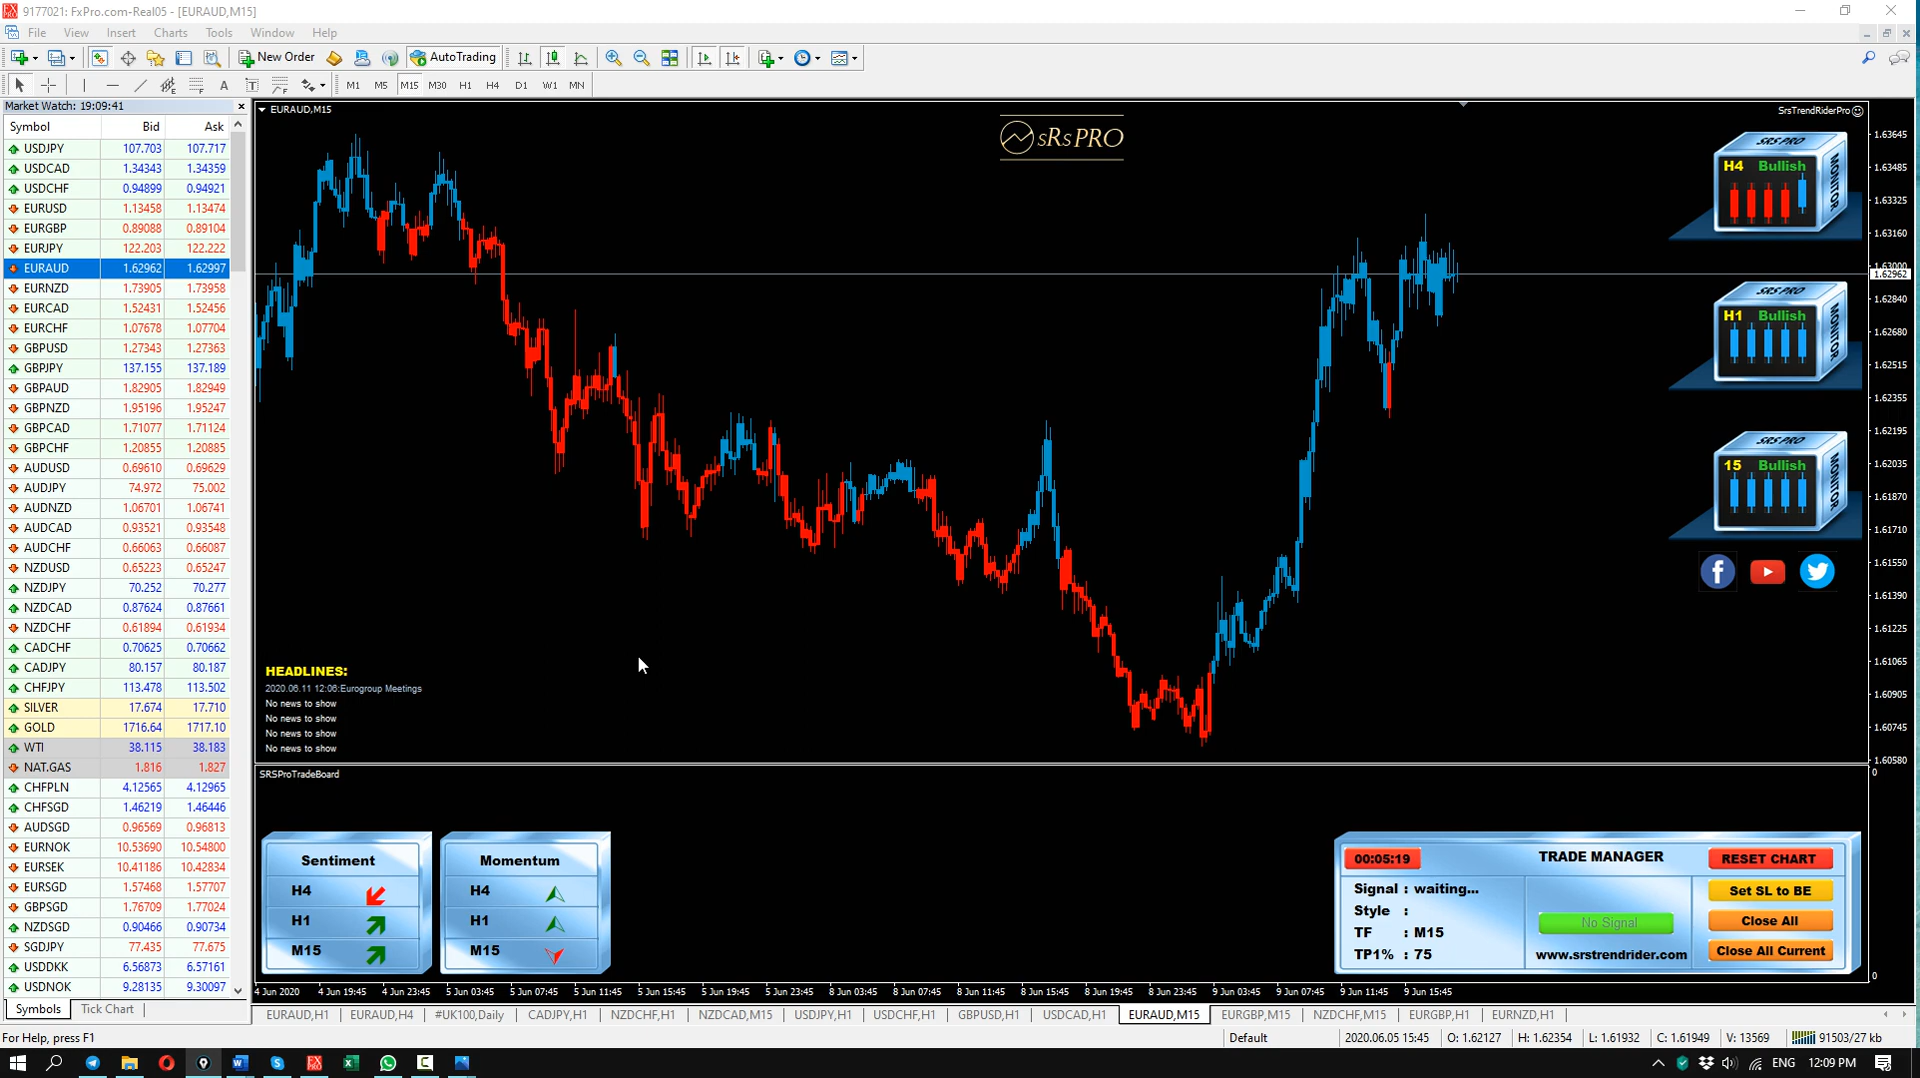 9177021: FxPro.com-Real05 - [EURAUD,M15]
File View Insert Charts Tools Window Help
New Order AutoTrading
A T M1 M5 M15 M30 H1 H4 D1 W1 MN
Market Watch: 19:09:41
Symbol Bid Ask
USDJPY 107.703 107.717
USDCAD 1.34343 1.34359
USDCHF 0.94899 0.94921
EURUSD 1.13458 1.13474
EURGBP 0.89088 0.89104
EURJPY 122.203 122.222
EURAUD 1.62962 1.62997
EURNZD 1.73905 1.73958
EURCAD 1.52431 1.52456
EURCHF 1.07678 1.07704
GBPUSD 1.27343 1.27363
GBPJPY 137.155 137.189
GBPAUD 1.82905 1.82949
GBPNZD 1.95196 1.95247
GBPCAD 1.71077 1.71124
GBPCHF 1.20855 1.20885
AUDUSD 0.69610 0.69629
AUDJPY 74.972 75.002
AUDNZD 1.06701 1.06741
AUDCAD 0.93521 0.93548
AUDCHF 0.66063 0.66087
NZDUSD 0.65223 0.65247
NZDJPY 70.252 70.277
NZDCAD 0.87624 0.87661
NZDCHF 0.61894 0.61934
CADCHF 0.70625 0.70662
CADJPY 80.157 80.187
CHFJPY 113.478 113.502
SILVER 17.674 17.710
GOLD 1716.64 1717.10
WTI 38.115 38.183
NAT.GAS 1.816 1.827
CHFPLN 4.12565 4.12965
CHFSGD 1.46219 1.46446
AUDSGD 0.96569 0.96813
EURNOK 10.53690 10.54800
EURSEK 10.41186 10.42834
EURSGD 1.57468 1.57707
GBPSGD 1.76709 1.77024
NZDSGD 0.90466 0.90734
SGDJPY 77.435 77.675
USDDKK 6.56873 6.57161
USDNOK 9.28135 9.30097
Symbols Tick Chart
EURAUD,M15
sRs PRO
SrsTrendRiderPro
SRS PRO
H4 Bullish
MONITOR
SRS PRO
H1 Bullish
MONITOR
SRS PRO
15 Bullish
MONITOR
1.63645
1.63485
1.63325
1.63160
1.63000
1.62962
1.62840
1.62680
1.62515
1.62355
1.62195
1.62035
1.61870
1.61710
1.61550
1.61390
1.61225
1.61065
1.60905
1.60745
1.60580
HEADLINES:
2020.06.11 12:06:Eurogroup Meetings
No news to show
No news to show
No news to show
No news to show
SRSProTradeBoard
0
0
Sentiment
H4
H1
M15
Momentum
H4
H1
M15
00:05:19 TRADE MANAGER RESET CHART
Signal : waiting...
Style :
TF : M15
TP1% : 75
No Signal
www.srstrendrider.com
Set SL to BE
Close All
Close All Current
4 Jun 2020 4 Jun 19:45 4 Jun 23:45 5 Jun 03:45 5 Jun 07:45 5 Jun 11:45 5 Jun 15:45 5 Jun 19:45 5 Jun 23:45 8 Jun 03:45 8 Jun 07:45 8 Jun 11:45 8 Jun 15:45 8 Jun 19:45 8 Jun 23:45 9 Jun 03:45 9 Jun 07:45 9 Jun 11:45 9 Jun 15:45
EURAUD,H1 EURAUD,H4 #UK100,Daily CADJPY,H1 NZDCHF,H1 NZDCAD,M15 USDJPY,H1 USDCHF,H1 GBPUSD,H1 USDCAD,H1 EURAUD,M15 EURGBP,M15 NZDCHF,M15 EURGBP,H1 EURNZD,H1
For Help, press F1 Default 2020.06.05 15:45 O: 1.62127 H: 1.62354 L: 1.61932 C: 1.61949 V: 13569 91503/27 kb
ENG 12:09 PM